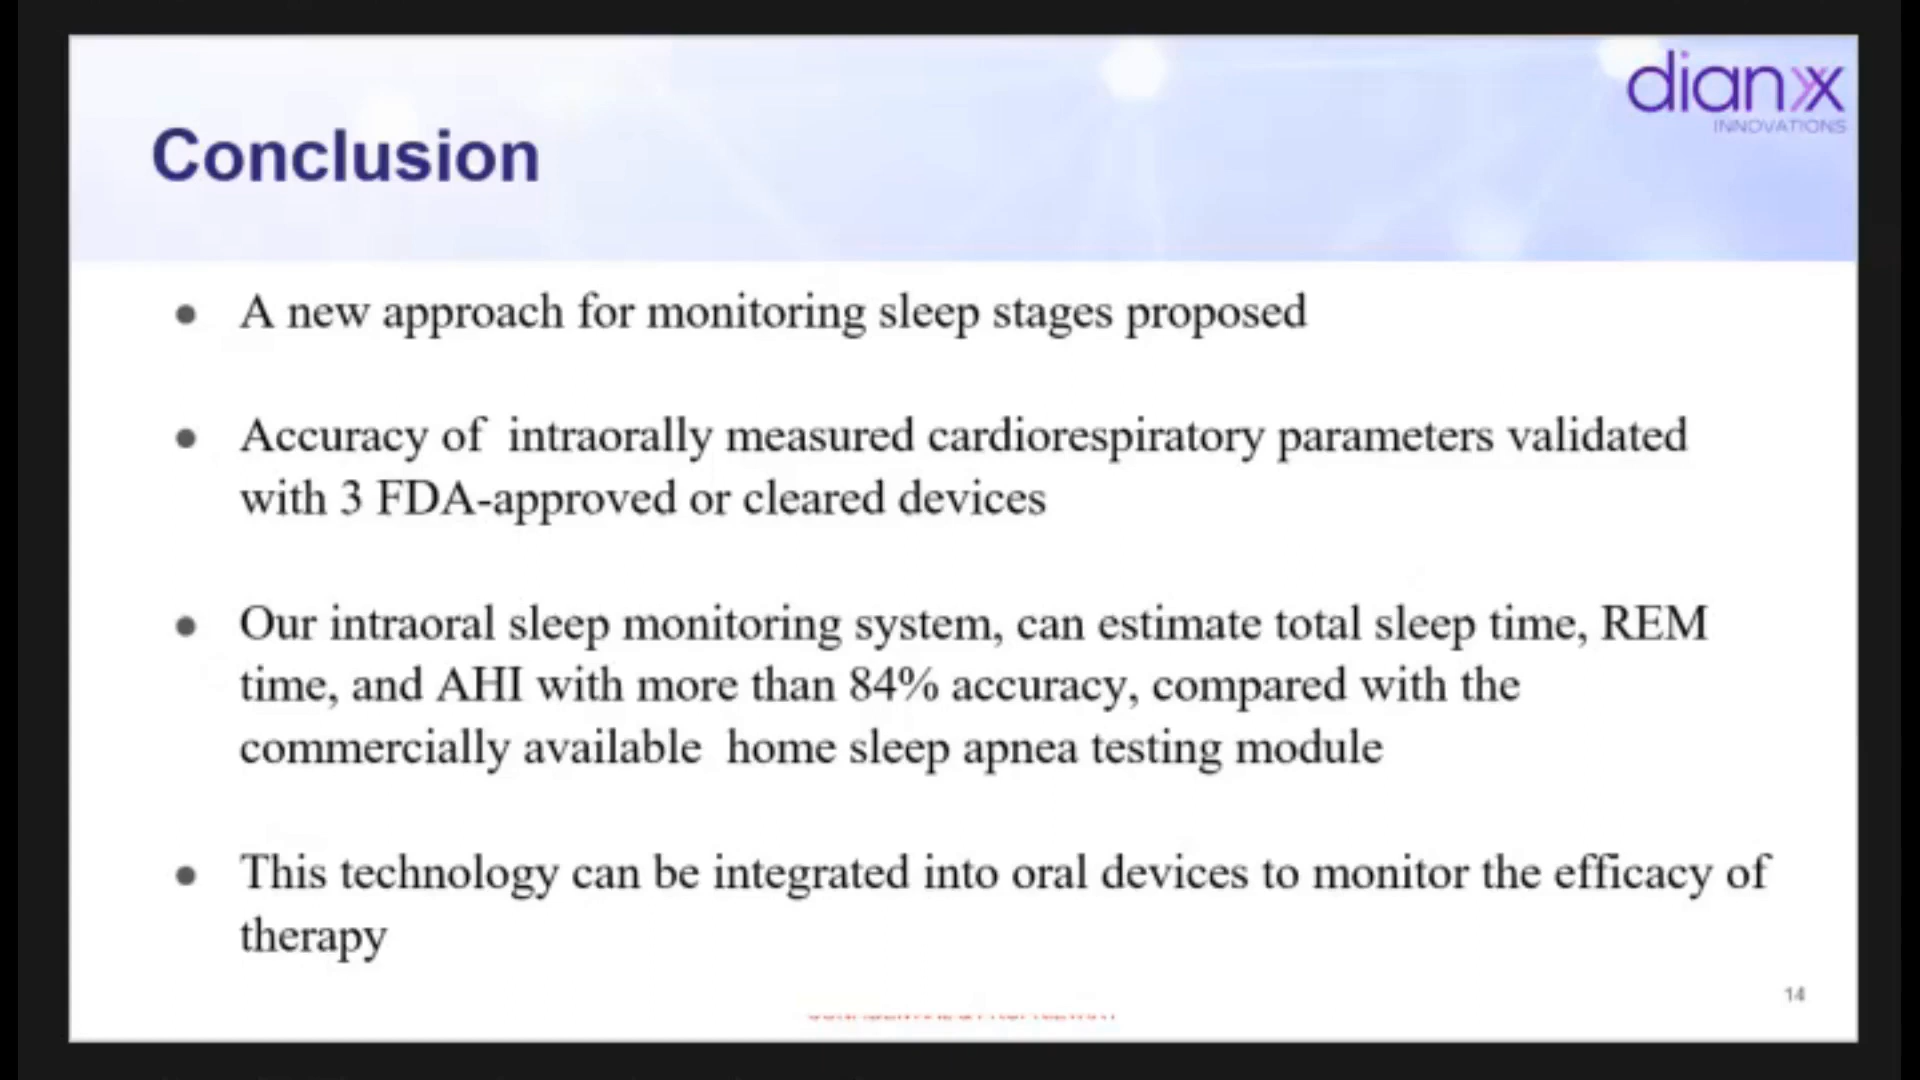 dianx
INNOVATIONS
Conclusion
• A new approach for monitoring sleep stages proposed
• Accuracy of intraorally measured cardiorespiratory parameters validated
with 3 FDA-approved or cleared devices
• Our intraoral sleep monitoring system, can estimate total sleep time, REM
time, and AHI with more than 84% accuracy, compared with the
commercially available home sleep apnea testing module
• This technology can be integrated into oral devices to monitor the efficacy of
therapy
14